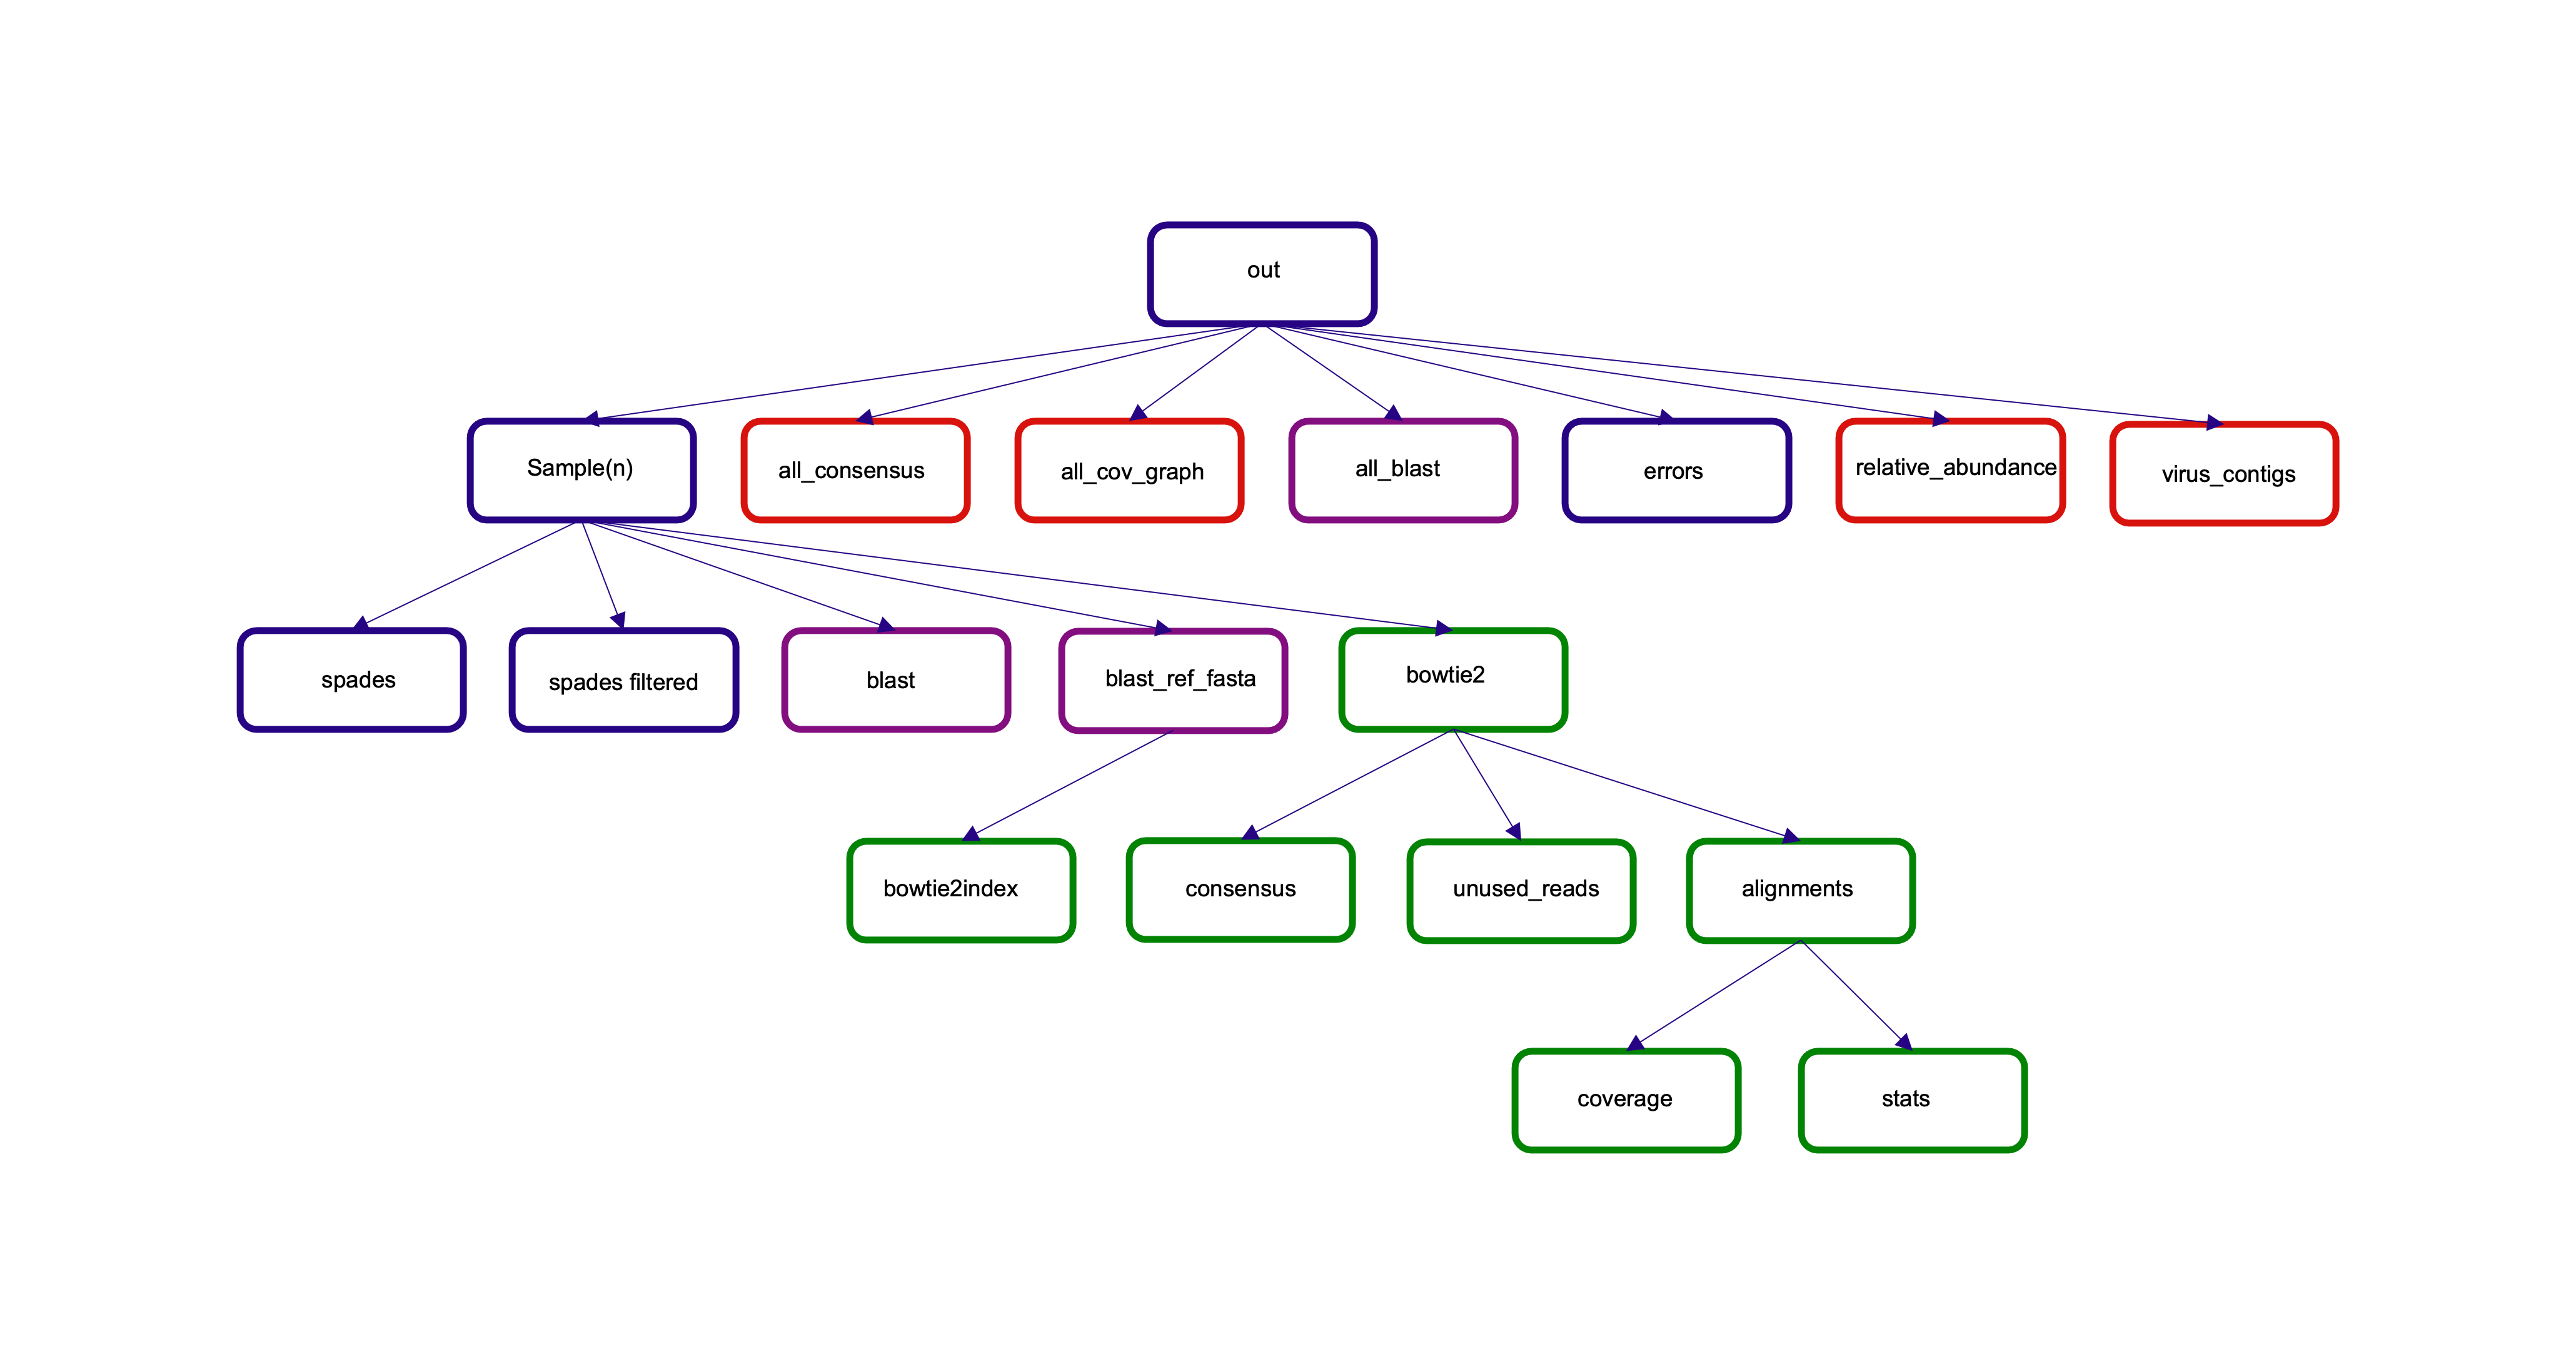 out
Sample(n)
all_consensus
all_cov_graph
all_blast
errors
relative_abundance
virus_contigs
spades
spades filtered
blast
blast_ref_fasta
bowtie2
bowtie2index
consensus
unused_reads
alignments
coverage
stats